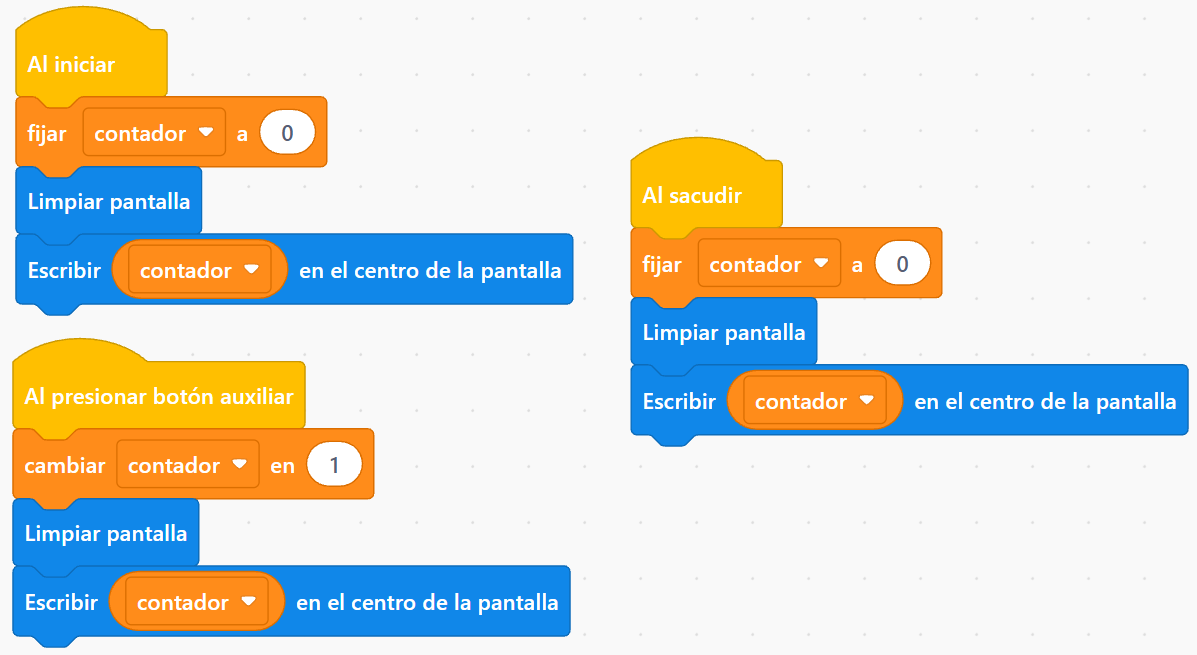 Al iniciar
fijar contador a 0
Limpiar pantalla
Escribir contador en el centro de la pantalla
Al presionar botón auxiliar
cambiar contador en 1
Limpiar pantalla
Escribir contador en el centro de la pantalla
Al sacudir
fijar contador a 0
Limpiar pantalla
Escribir contador en el centro de la pantalla